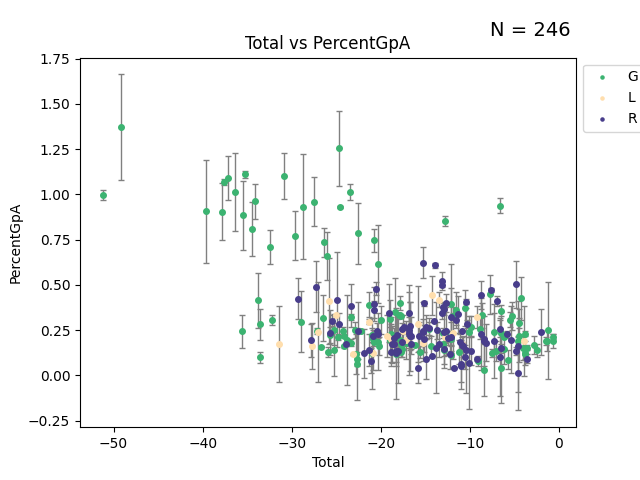 N = 246
Total vs PercentGpA
1.75
1.50
1.25
1.00
0.75
0.50
0.25
0.00
−0.25
PercentGpA
−50 −40 −30 −20 −10 0
Total
G
L
R